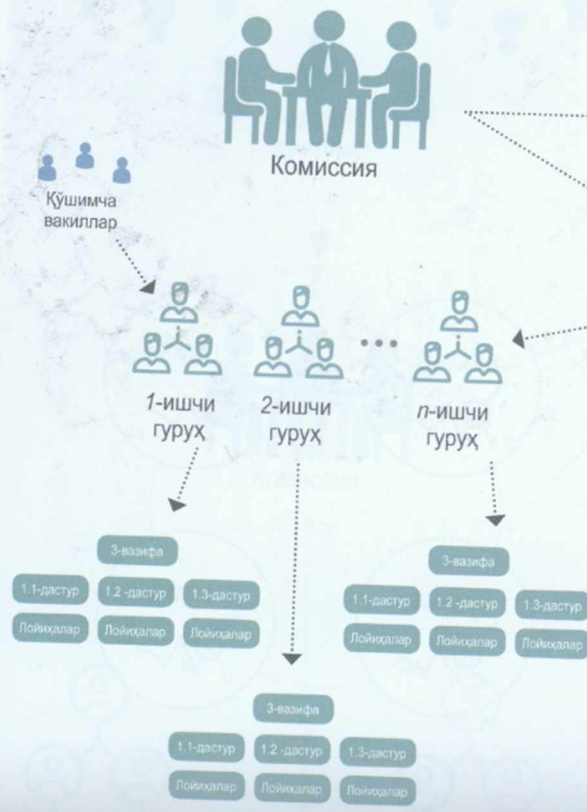 Комиссия
Қўшимча
вакиллар
1-ишчи
гуруҳ
2-ишчи
гуруҳ
n-ишчи
гуруҳ
3-вазифа
1.1-дастур 1.2 -дастур 1.3-дастур
Лойиҳалар Лойиҳалар Лойиҳалар
3-вазифа
1.1-дастур 1.2 -дастур 1.3-дастур
Лойиҳалар Лойиҳалар Лойиҳалар
3-вазифа
1.1-дастур 1.2 -дастур 1.3-дастур
Лойиҳалар Лойиҳалар Лойиҳалар